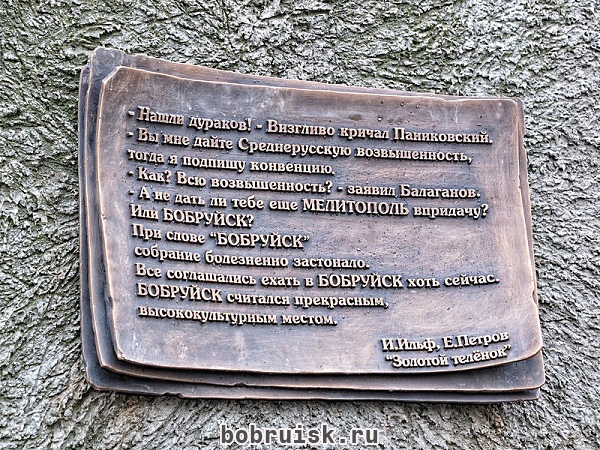 - Нашли дураков! - Визгливо кричал Паниковский.
- Вы мне дайте Среднерусскую возвышенность,
тогда я подпишу конвенцию.
- Как? Всю возвышенность? - заявил Балаганов.
- А не дать ли тебе еще МЕЛИТОПОЛЬ впридачу?
Или БОБРУЙСК?
При слове "БОБРУЙСК"
собрание болезненно застонало.
Все соглашались ехать в БОБРУЙСК хоть сейчас.
БОБРУЙСК считался прекрасным,
высококультурным местом.
И.Ильф, Е.Петров
"Золотой телёнок"
bobruisk.ru